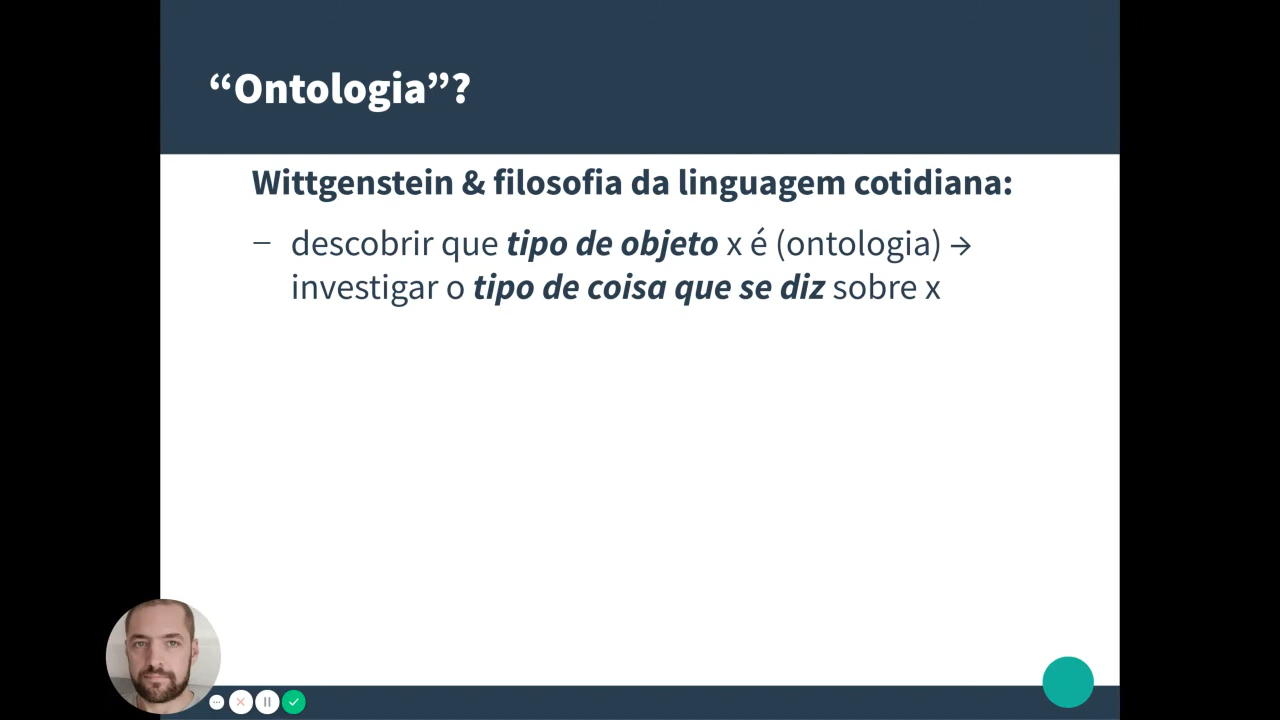 “Ontologia”?
Wittgenstein & filosofia da linguagem cotidiana:
– descobrir que tipo de objeto x é (ontologia) →
investigar o tipo de coisa que se diz sobre x